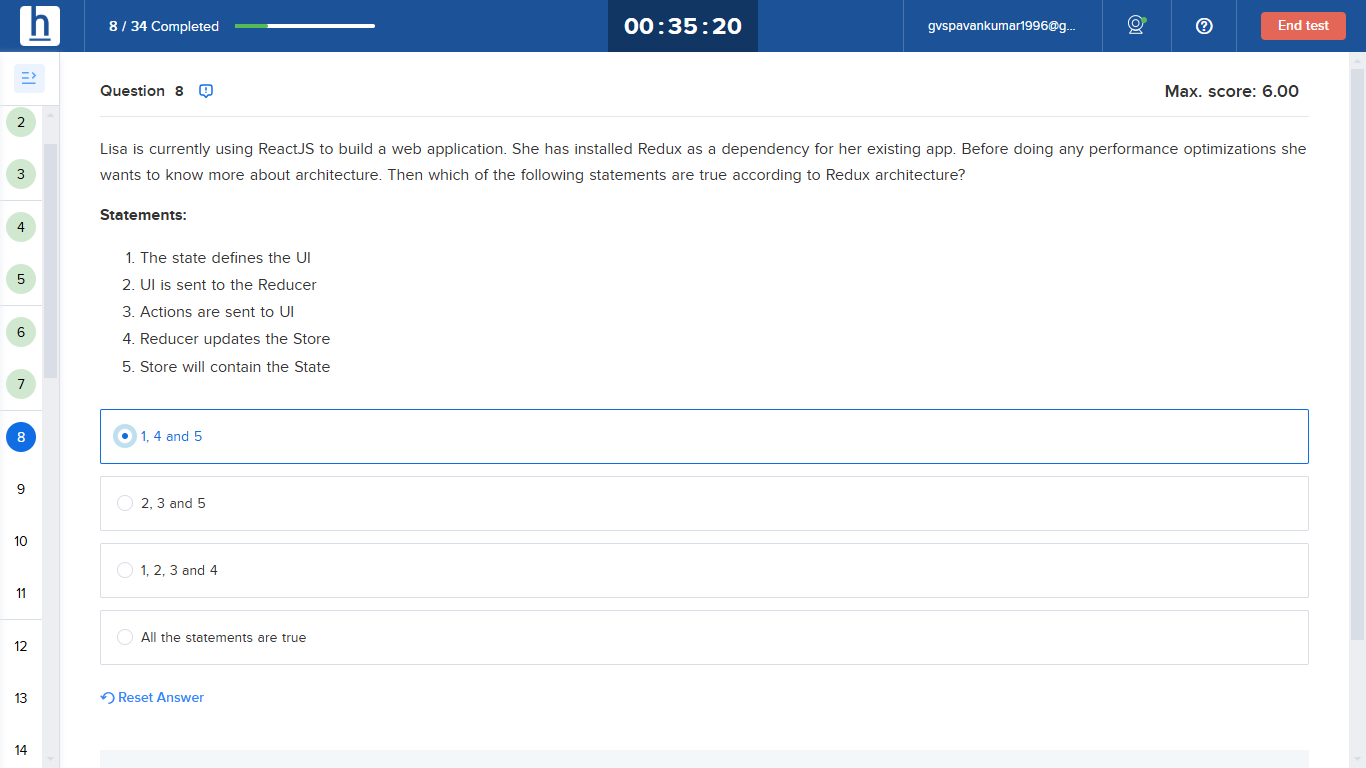 h
8 / 34 Completed
00:35:20
gvspavankumar1996@g...
End test
Question 8
Max. score: 6.00
Lisa is currently using ReactJS to build a web application. She has installed Redux as a dependency for her existing app. Before doing any performance optimizations she
wants to know more about architecture. Then which of the following statements are true according to Redux architecture?
Statements:
1. The state defines the UI
2. UI is sent to the Reducer
3. Actions are sent to UI
4. Reducer updates the Store
5. Store will contain the State
1, 4 and 5
2, 3 and 5
1, 2, 3 and 4
All the statements are true
Reset Answer
2
3
4
5
6
7
8
9
10
11
12
13
14